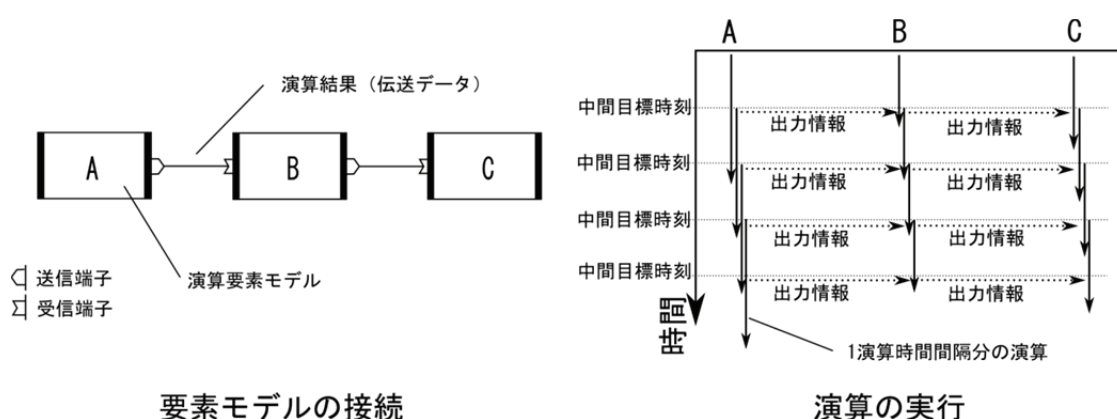 演算結果（伝送データ）
A
B
C
送信端子
受信端子
演算要素モデル
要素モデルの接続
A
B
C
中間目標時刻
出力情報
出力情報
中間目標時刻
出力情報
出力情報
中間目標時刻
出力情報
出力情報
中間目標時刻
出力情報
出力情報
時間
1演算時間間隔分の演算
演算の実行